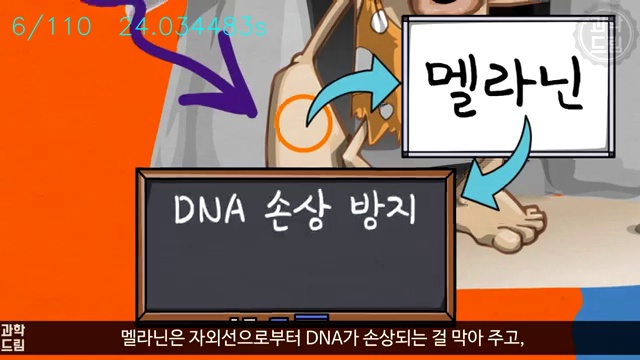 6/110 24.034483s
과학
드림
멜라닌
DNA 손상 방지
과학
드림
멜라닌은 자외선으로부터 DNA가 손상되는 걸 막아 주고,